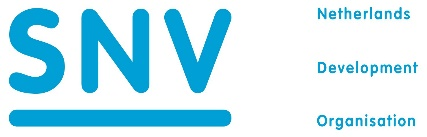 SNV
Netherlands
Development
Organisation